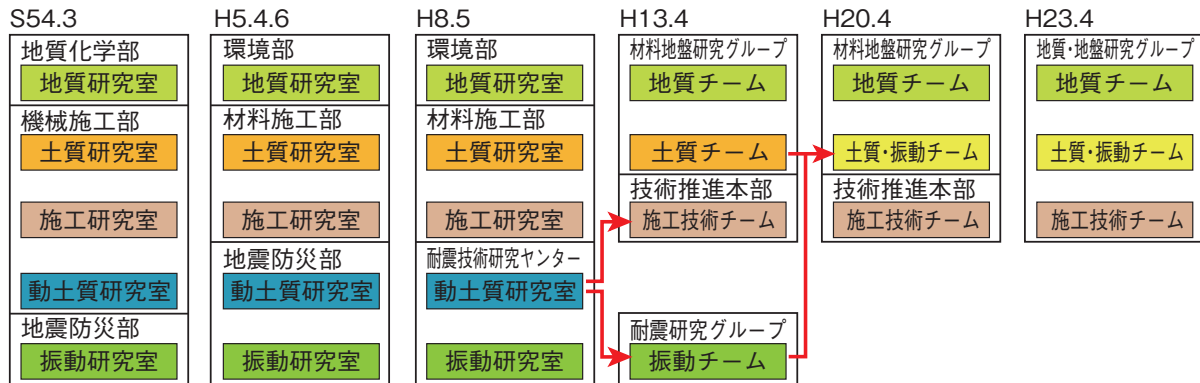 S54.3
地質化学部
地質研究室
機械施工部
土質研究室
施工研究室
動土質研究室
地震防災部
振動研究室
H5.4.6
環境部
地質研究室
材料施工部
土質研究室
施工研究室
地震防災部
動土質研究室
振動研究室
H8.5
環境部
地質研究室
材料施工部
土質研究室
施工研究室
耐震技術研究ヤンター
動土質研究室
振動研究室
H13.4
材料地盤研究グループ
地質チーム
土質チーム
技術推進本部
施工技術チーム
耐震研究グループ
振動チーム
H20.4
材料地盤研究グループ
地質チーム
土質・振動チーム
技術推進本部
施工技術チーム
H23.4
地質・地盤研究グループ
地質チーム
土質・振動チーム
施工技術チーム